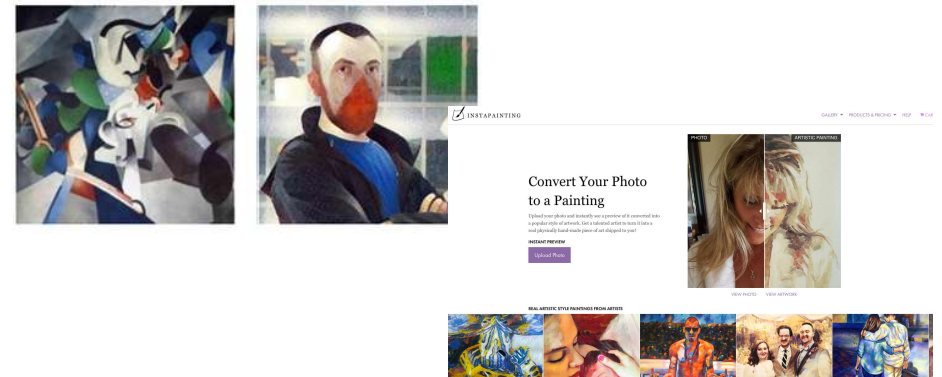 INSTAPAINTING
GALLERY PRODUCTS & PRICING HELP CAR
PHOTO ARTISTIC PAINTING
Convert Your Photo
to a Painting
Upload your photo and instantly see a preview of it converted into
a popular style of artwork. Get a talented artist to turn it into a
real physically hand-made piece of art shipped to you!
INSTANT PREVIEW
Upload Photo
VIEW PHOTO VIEW ARTWORK
REAL ARTISTIC STYLE PAINTINGS FROM ARTISTS